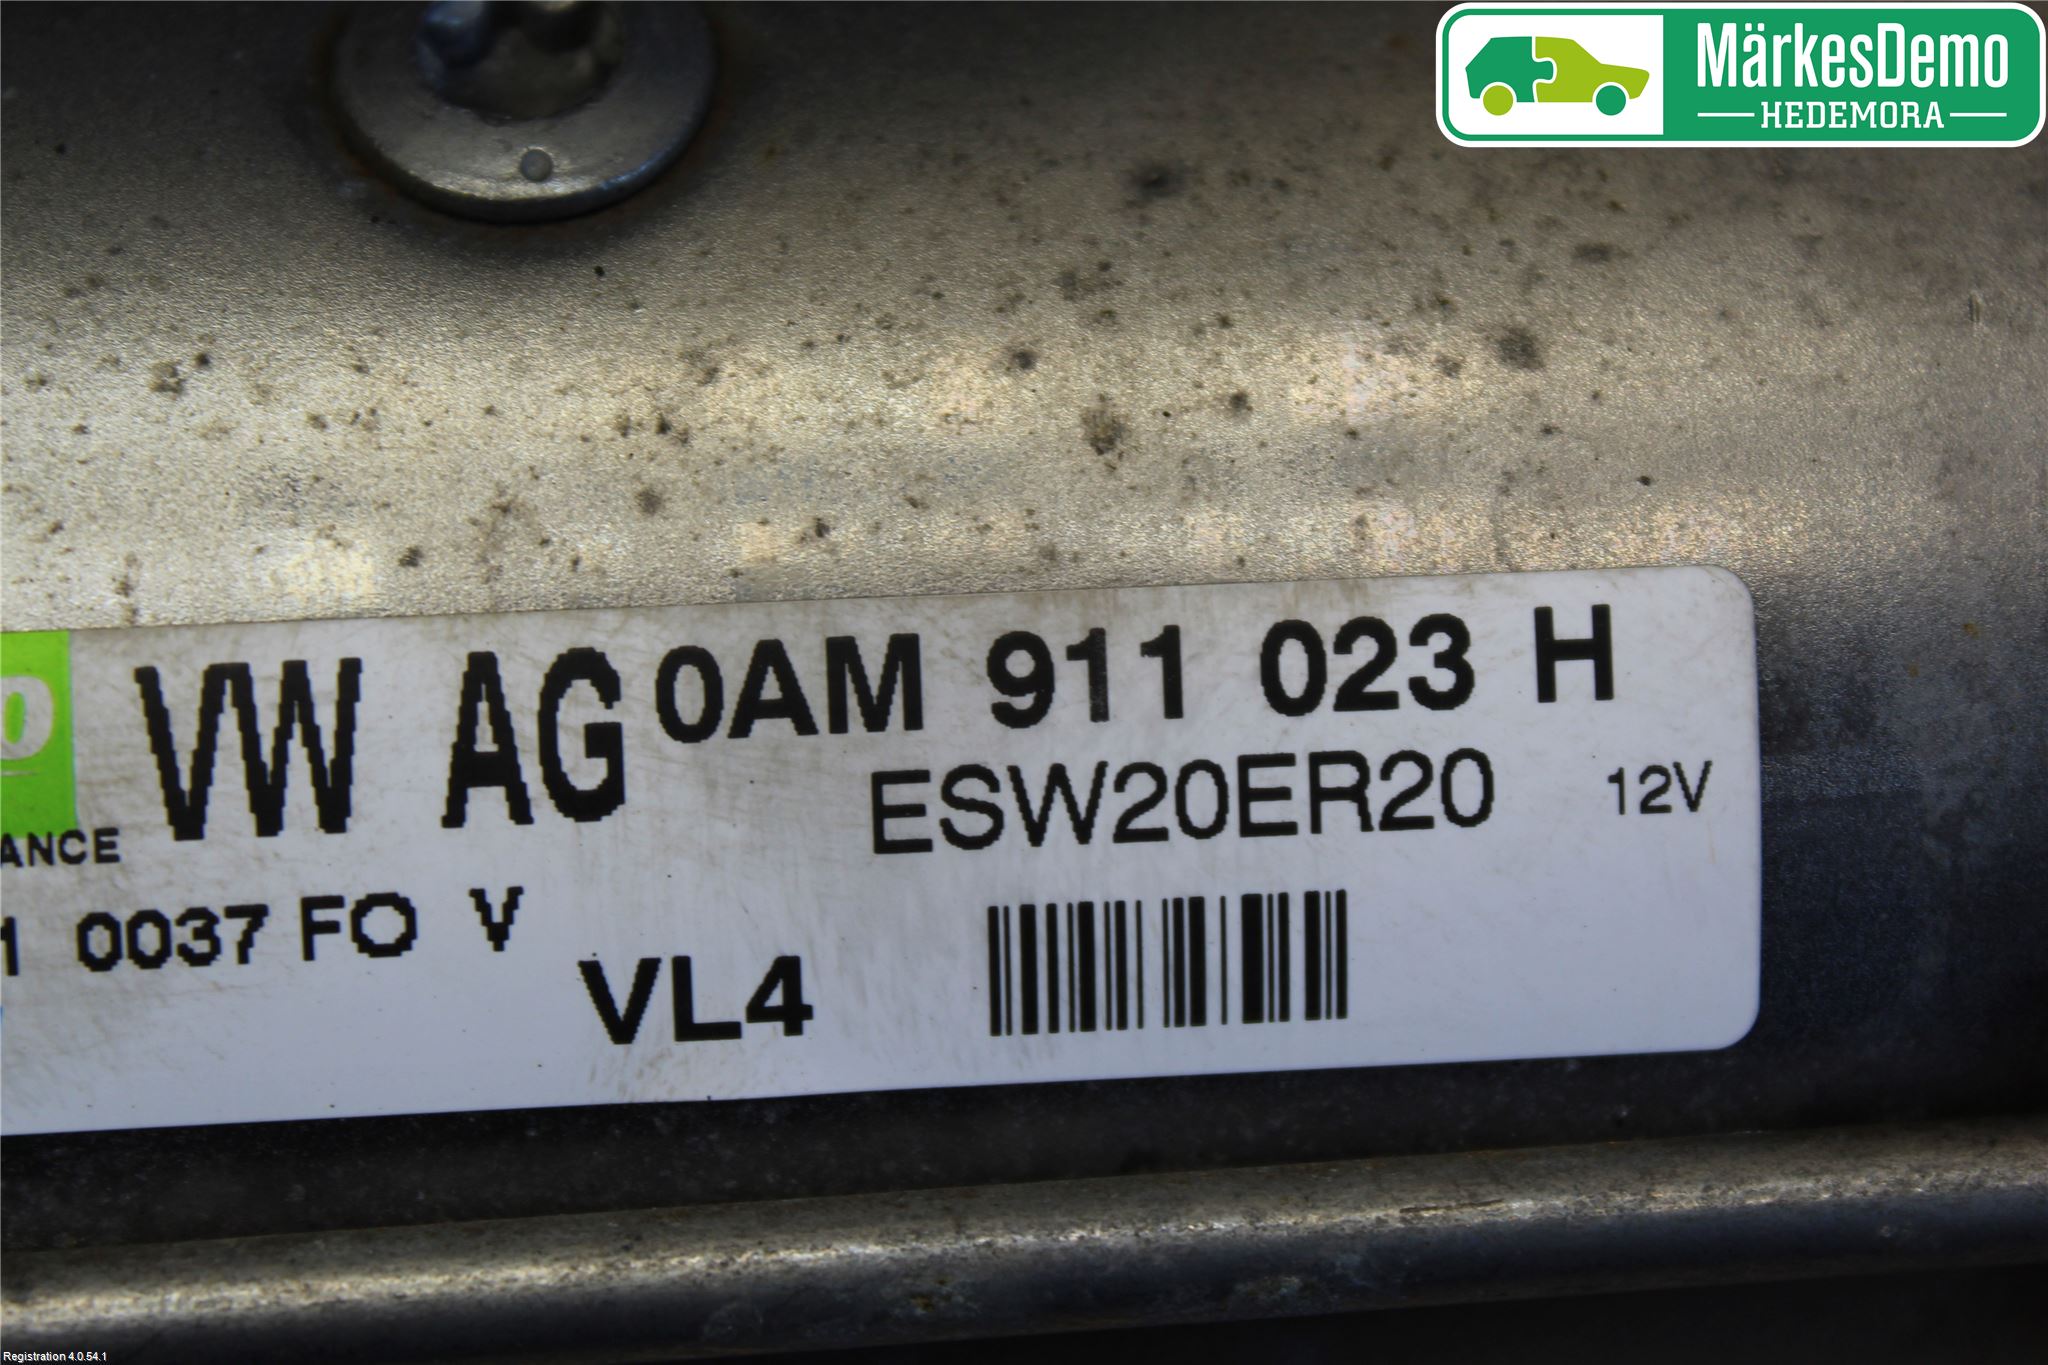 MärkesDemo
HEDEMORA
VW AG 0AM 911 023 H
ESW20ER20 12V
ANCE
1 0037 FO V
VL4
Registration 4.0.54.1